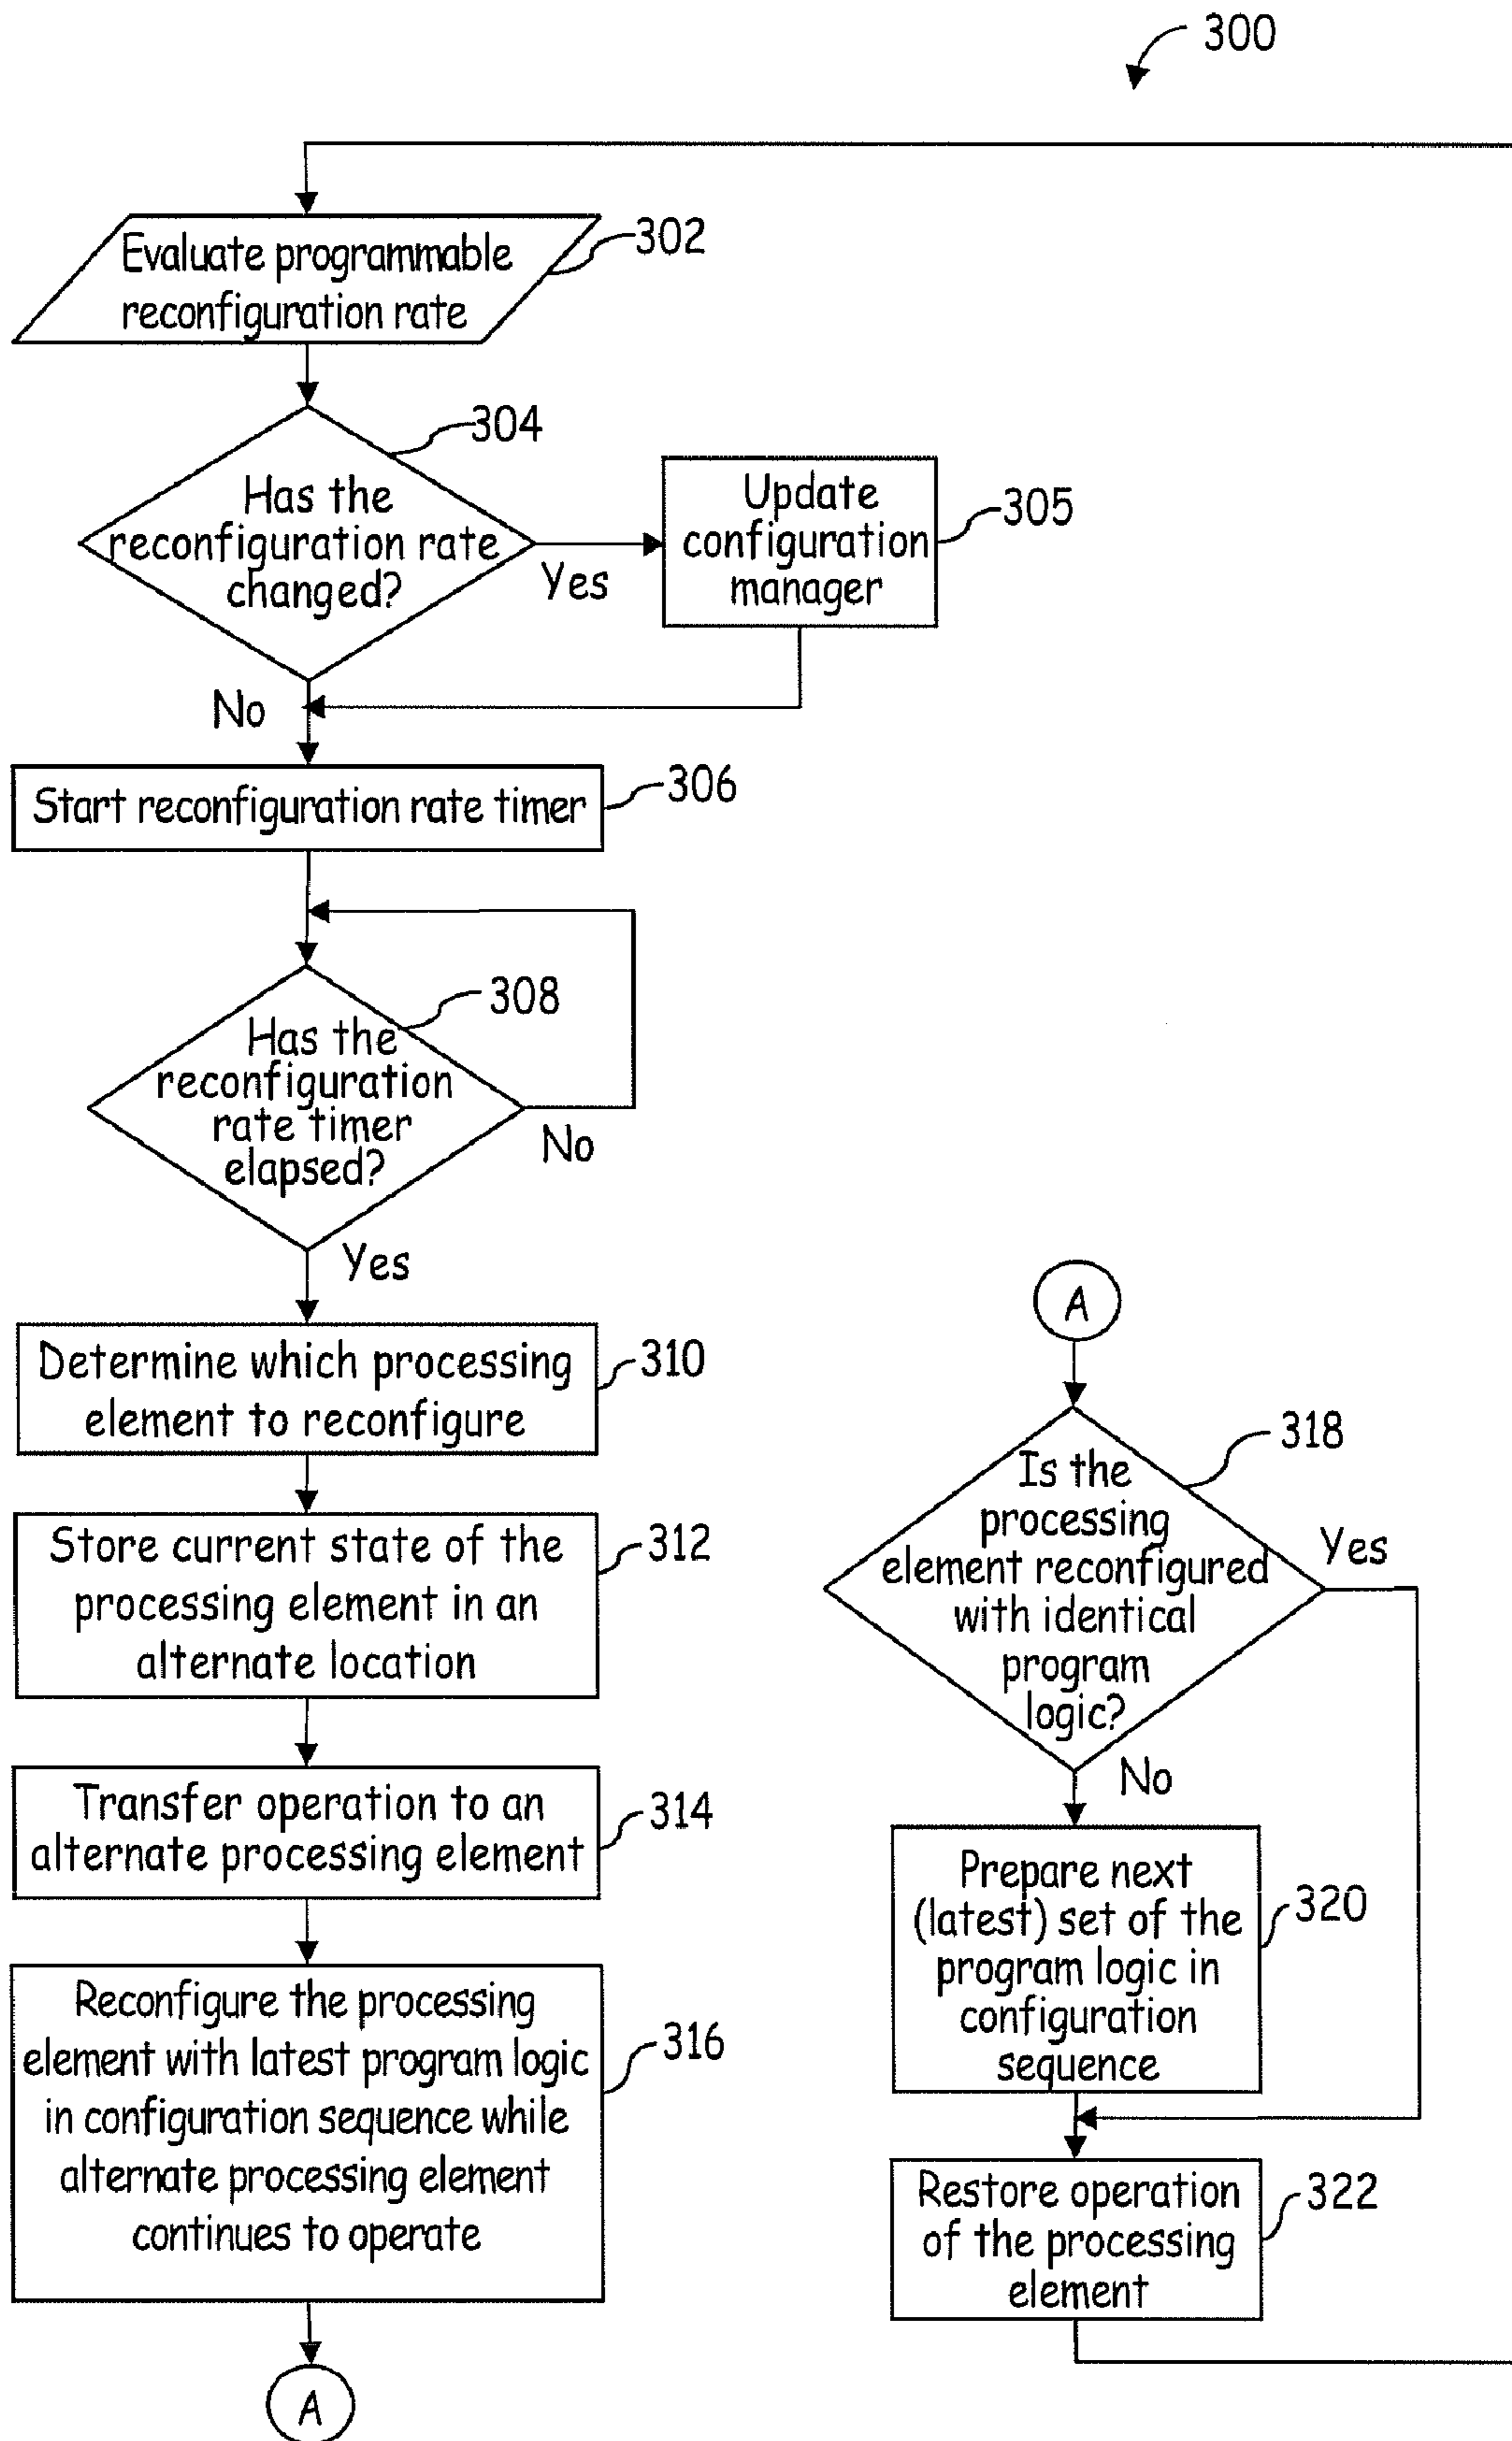 300
Evaluate programmable
reconfiguration rate
302
304
Has the
reconfiguration rate
changed?
Yes
Update
configuration
manager
305
No
Start reconfiguration rate timer
306
308
Has the
reconfiguration
rate timer
elapsed?
No
Yes
Determine which processing
element to reconfigure
310
Store current state of the
processing element in an
alternate location
312
Transfer operation to an
alternate processing element
314
Reconfigure the processing
element with latest program logic
in configuration sequence while
alternate processing element
continues to operate
316
A
A
318
Is the
processing
element reconfigured
with identical
program
logic?
Yes
No
Prepare next
(latest) set of the
program logic in
configuration
sequence
320
Restore operation
of the processing
element
322